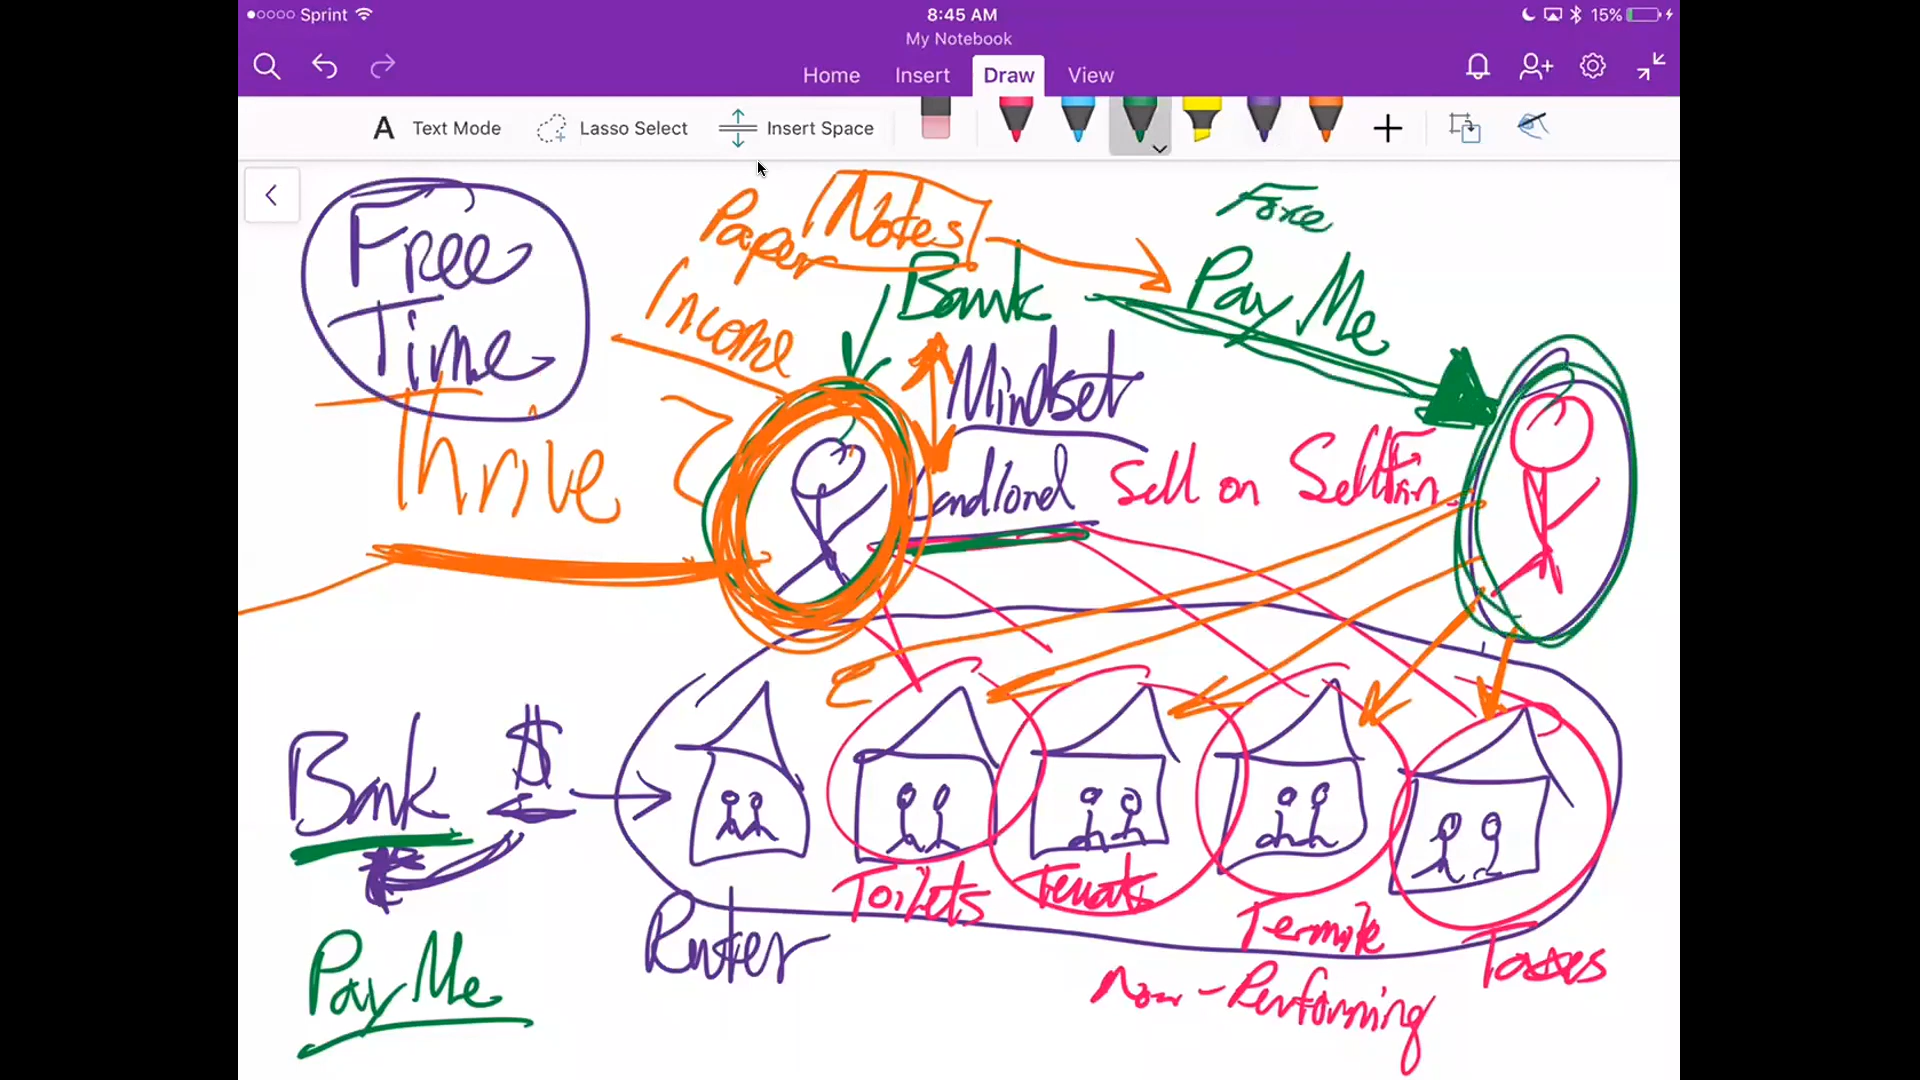 Sprint 8:45 AM 15%
My Notebook
Home Insert Draw View
A Text Mode Lasso Select Insert Space
Free
Time
Thrive
Paper Notes
Income
Bank
Force
Pay Me
Mindset
Landlord
Sell on Sell Fin
Bank $
Pay Me
Renter
Toilets
Tenants
Termite
Taxes
Non-Performing